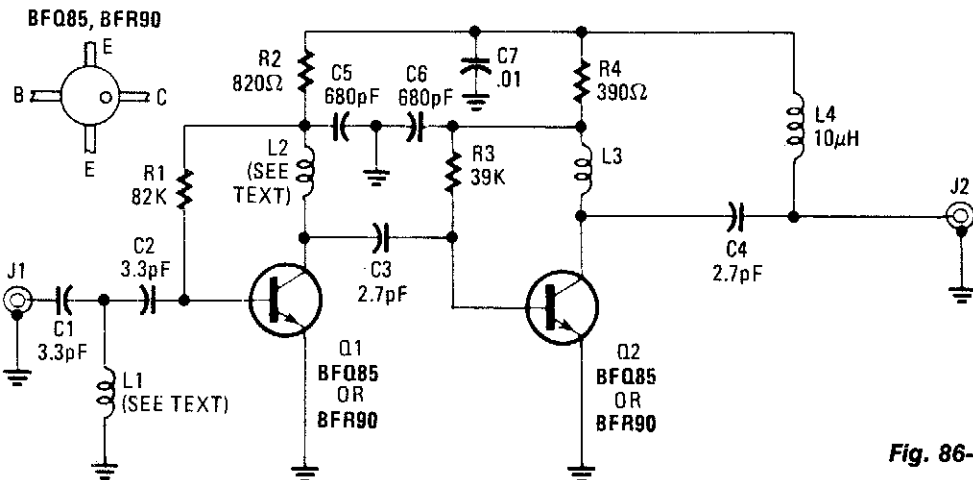 BFQ85, BFR90
E
B
C
E
R2
820Ω
C5
680pF
C6
680pF
C7
.01
R4
390Ω
L4
10μH
R1
82K
L2
(SEE
TEXT)
R3
39K
L3
J1
C2
3.3pF
C1
3.3pF
C3
2.7pF
C4
2.7pF
J2
L1
(SEE TEXT)
Q1
BFQ85
OR
BFR90
Q2
BFQ85
OR
BFR90
Fig. 86-